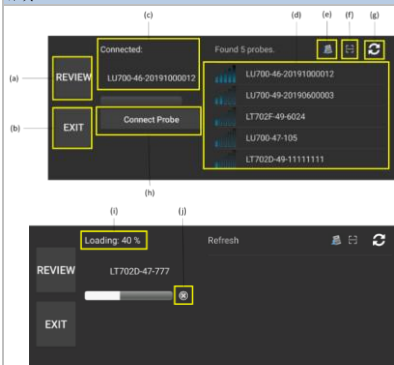 (c)
(d)
(e)
(f)
(g)
Connected:
Found 5 probes.
(a)
REVIEW
LU700-46-20191000012
LU700-46-20191000012
LU700-49-20190600003
(b)
EXIT
Connect Probe
LT702F-49-6024
LU700-47-105
LT702D-49-11111111
(h)
(i)
(j)
Loading: 40 %
Refresh
REVIEW
LT702D-47-777
EXIT